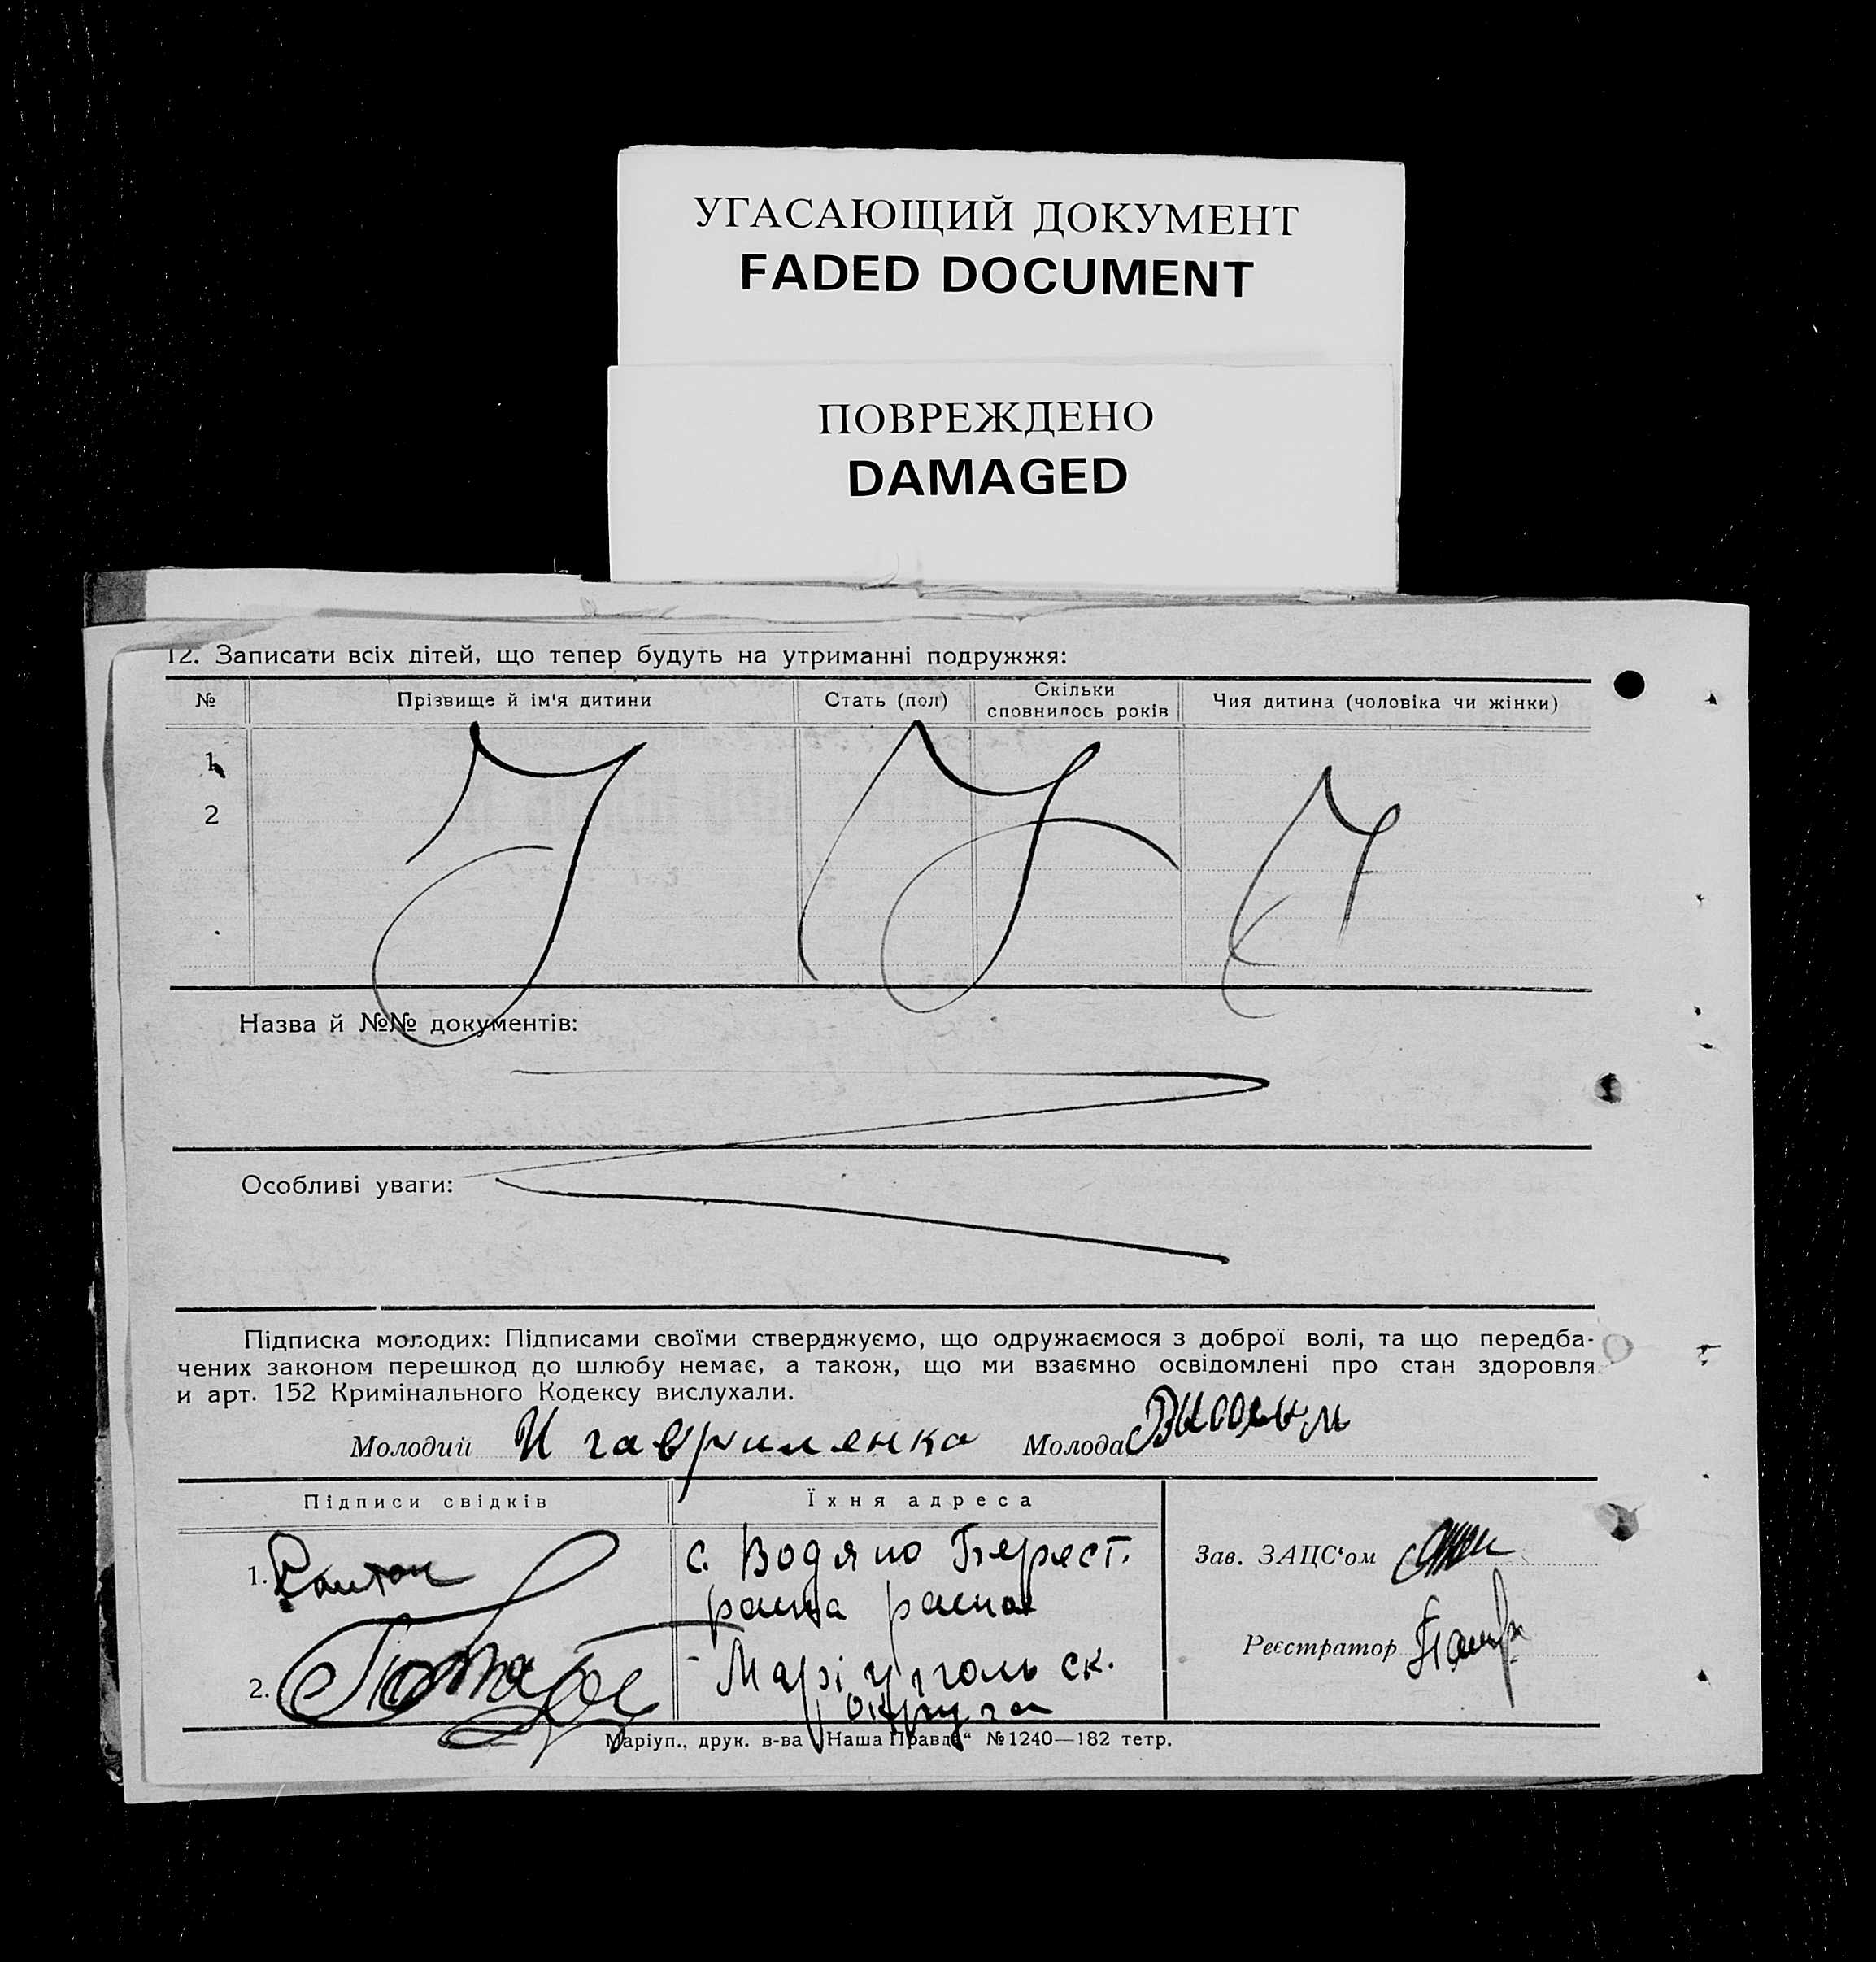 УГАСАЮЩИЙ ДОКУМЕНТ
FADED DOCUMENT
ПОВРЕЖДЕНО
DAMAGED
12. Записати всіх дітей, що тепер будуть на утриманні подружжя:
№ Прізвище й ім'я дитини Стать (пол) Скільки сповнилось років Чия дитина (чоловіка чи жінки)
1
2
Назва й №№ документів:
Особливі уваги:
Підписка молодих: Підписами своїми стверджуємо, що одружаємося з доброї волі, та що передба-
чених законом перешкод до шлюбу немає, а також, що ми взаємно освідомлені про стан здоровля
и арт. 152 Кримінального Кодексу вислухали.
Молодий И гавриленко Молода
Підписи свідків Їхня адреса
1. с. Водяно Зав. ЗАЦС'ом
Реєстратор
2. Маріупольск.
округа
Маріуп., друк. в-ва „Наша Правда“ №1240—182 тетр.